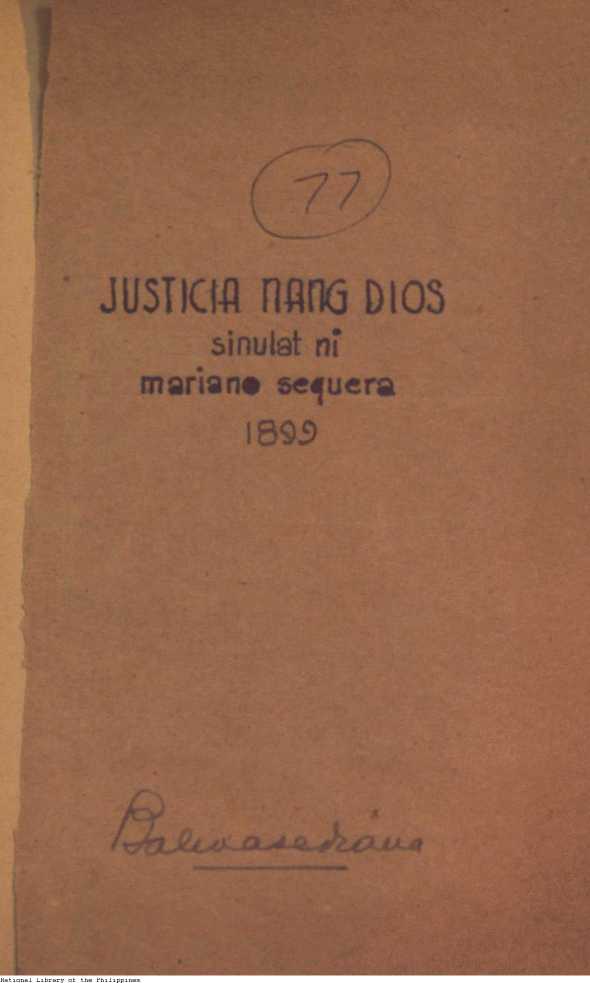 77
JUSTICIA NANG DIOS
sinulat ni
mariano sequera
1899
National Library of the Philippines